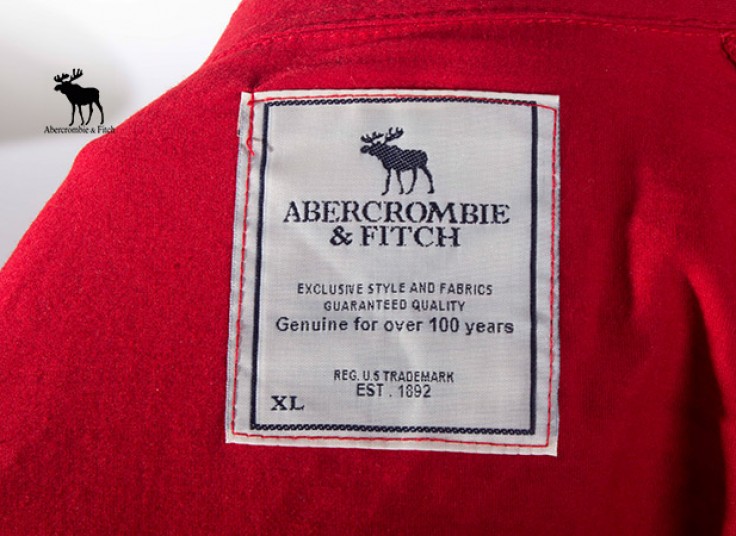 Abercrombie & Fitch
ABERCROMBIE
& FITCH
EXCLUSIVE STYLE AND FABRICS
GUARANTEED QUALITY
Genuine for over 100 years
REG. U.S TRADEMARK
EST . 1892
XL